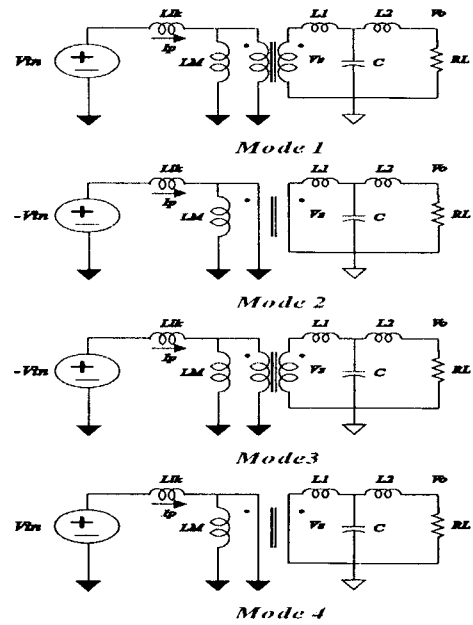 Llk L1 L2 Vo
Vin Ip LM Vs C RL
Mode 1
Llk L1 L2 Vo
-Vin Ip LM Vs C RL
Mode 2
Llk L1 L2 Vo
-Vin Ip LM Vs C RL
Mode3
Llk L1 L2 Vo
Vin Ip LM Vs C RL
Mode 4